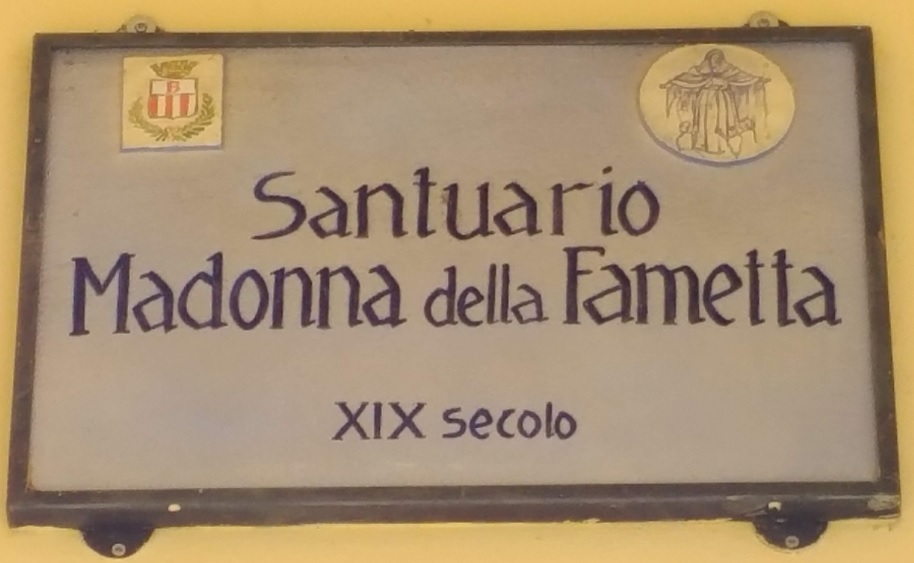 B
Santuario
Madonna della Fametta
XIX secolo